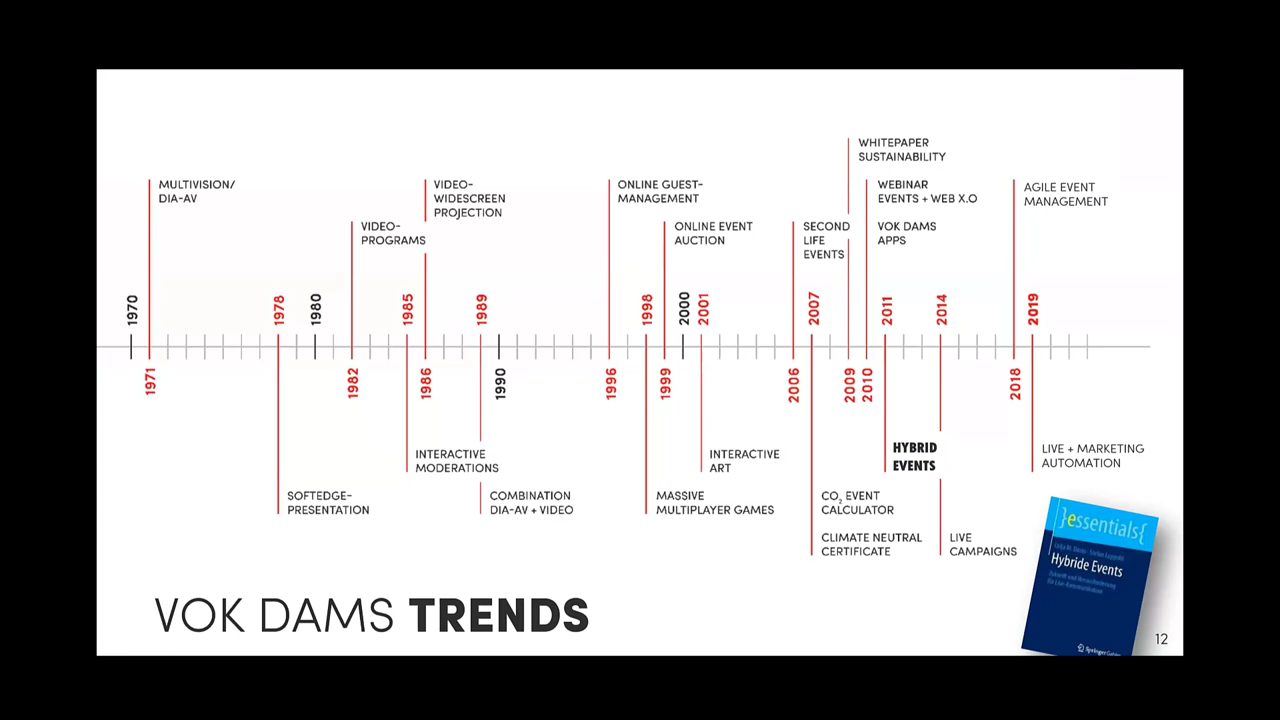 WHITEPAPER
SUSTAINABILITY
MULTIVISION/
DIA-AV
VIDEO-
WIDESCREEN
PROJECTION
ONLINE GUEST-
MANAGEMENT
WEBINAR
EVENTS + WEB X.O
AGILE EVENT
MANAGEMENT
VIDEO-
PROGRAMS
ONLINE EVENT
AUCTION
SECOND
LIFE
EVENTS
VOK DAMS
APPS
1970
1978
1980
1985
1989
1998
2000
2001
2007
2011
2014
2019
1971
1982
1986
1990
1996
1999
2006
2009
2010
2018
INTERACTIVE
MODERATIONS
INTERACTIVE
ART
HYBRID
EVENTS
LIVE + MARKETING
AUTOMATION
SOFTEDGE-
PRESENTATION
COMBINATION
DIA-AV + VIDEO
MASSIVE
MULTIPLAYER GAMES
CO₂ EVENT
CALCULATOR
CLIMATE NEUTRAL
CERTIFICATE
LIVE
CAMPAIGNS
}essentials{
Hybride Events
Springer
VOK DAMS TRENDS
12